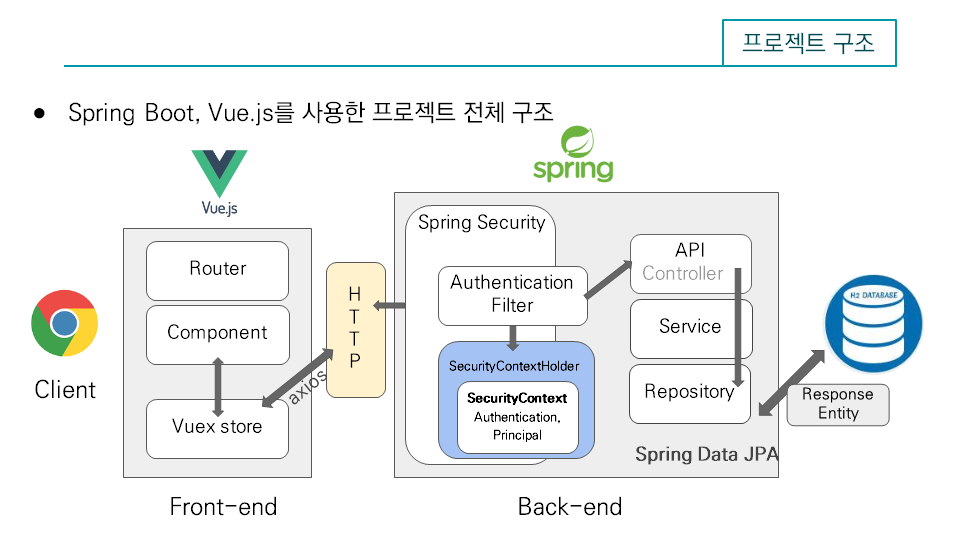 프로젝트 구조
● Spring Boot, Vue.js를 사용한 프로젝트 전체 구조
Vue.js
spring
Router
Component
Vuex store
axios
H
T
T
P
Spring Security
Authentication
Filter
SecurityContextHolder
SecurityContext
Authentication,
Principal
API
Controller
Service
Repository
Spring Data JPA
H2 DATABASE
Response
Entity
Client
Front-end
Back-end